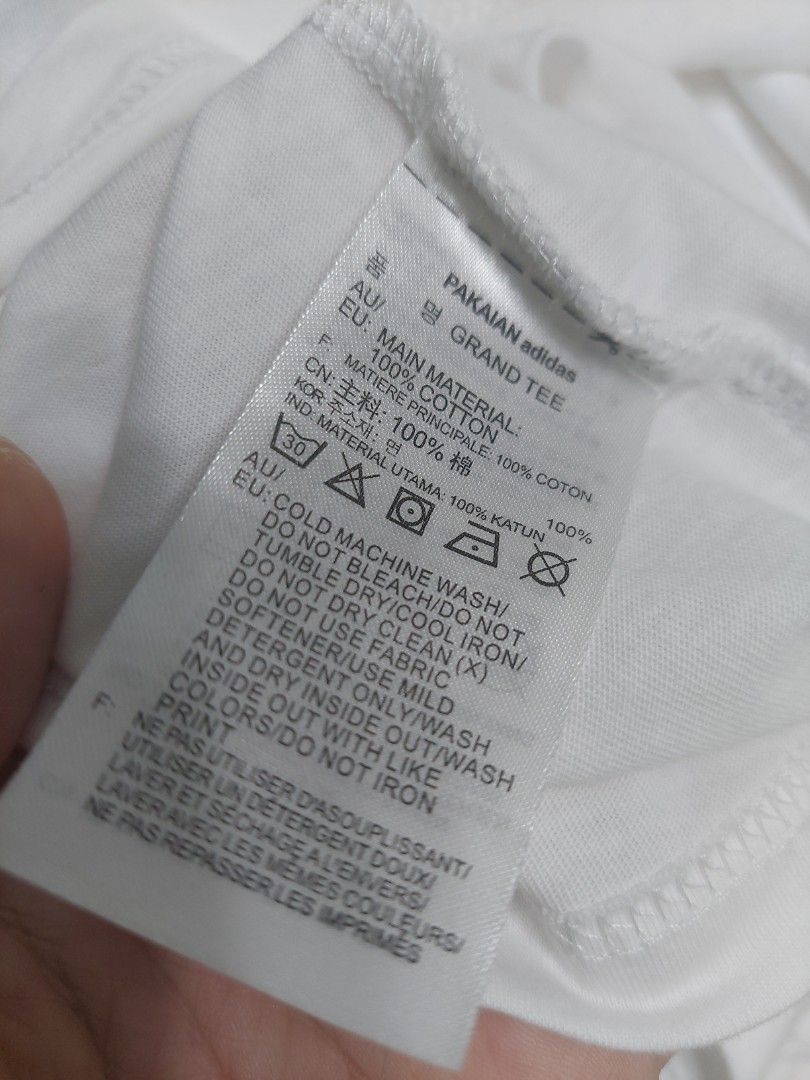 PAKAIAN adidas
품 명 GRAND TEE
AU/
EU: MAIN MATERIAL:
100% COTTON
F: MATIERE PRINCIPALE: 100% COTON
CN: 主料: 100% 棉
KOR 주소재: 면 100%
IND: MATERIAL UTAMA: 100% KATUN
30
AU/
EU: COLD MACHINE WASH/
DO NOT BLEACH/DO NOT
TUMBLE DRY/COOL IRON/
DO NOT DRY CLEAN (X)
DO NOT USE FABRIC
SOFTENER/USE MILD
DETERGENT ONLY/WASH
AND DRY INSIDE OUT/WASH
INSIDE OUT WITH LIKE
COLORS/DO NOT IRON
PRINT
F: NE PAS UTILISER D'ASOUPLISSANT/
UTILISER UN DETERGENT DOUX/
LAVER ET SECHAGE A L'ENVERS/
LAVER AVEC LES MEMES COULEURS/
NE PAS REPASSER LES IMPRIMES